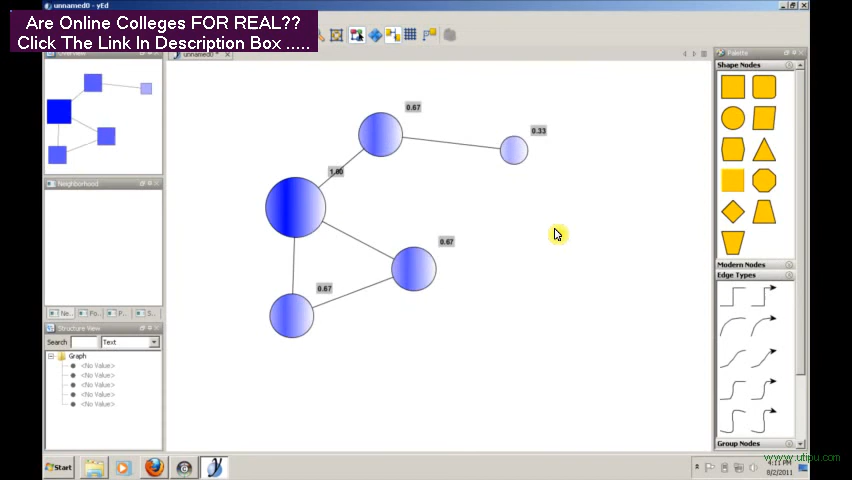 unnamed0 - yEd
Are Online Colleges FOR REAL??
Click The Link In Description Box .....
unnamed0
Palette
Shape Nodes
0.67
0.33
1.00
Neighborhood
0.67
0.67
Modern Nodes
Edge Types
Ne..
Fo..
P..
S..
Structure View
Search
Text
Graph
<No Value>
<No Value>
<No Value>
<No Value>
<No Value>
Group Nodes
www.utipu.com
Start
4:11 PM
8/2/2011